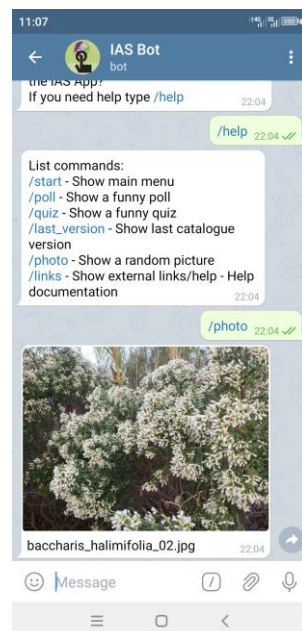 11:07
IAS Bot
bot
the IAS App?
If you need help type /help
22:04
/help 22:04
List commands:
/start - Show main menu
/poll - Show a funny poll
/quiz - Show a funny quiz
/last_version - Show last catalogue
version
/photo - Show a random picture
/links - Show external links/help - Help
documentation
22:04
/photo 22:04
baccharis_halimifolia_02.jpg
22:04
Message